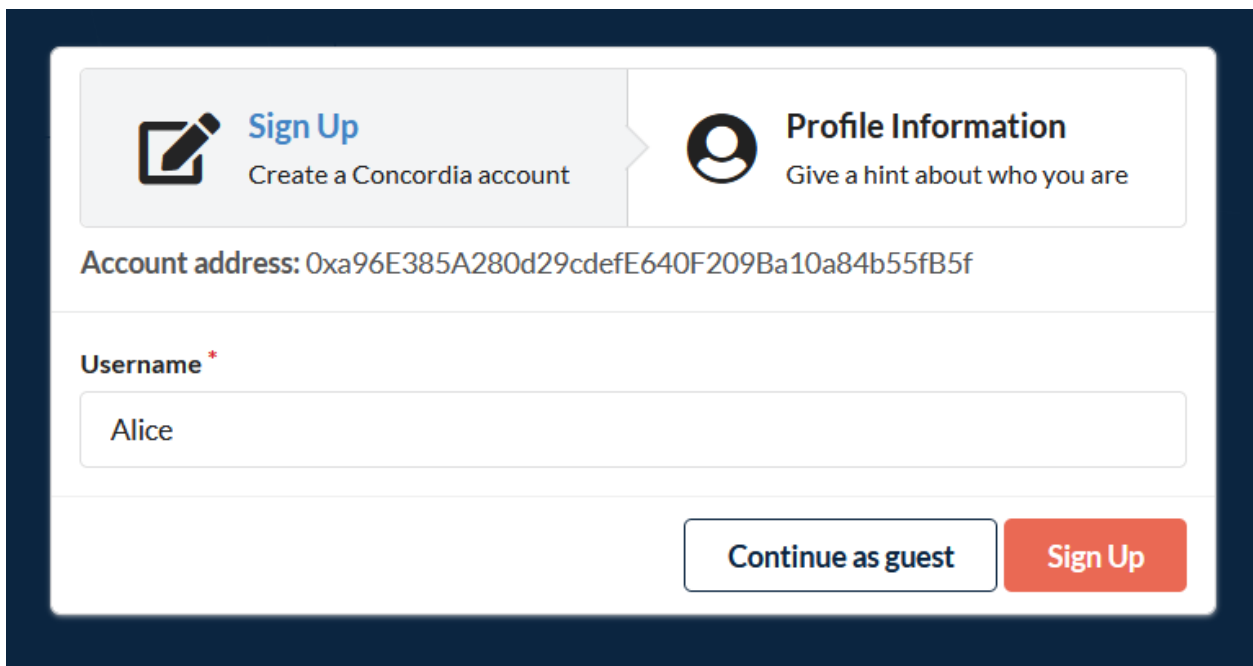 Sign Up
Create a Concordia account
Profile Information
Give a hint about who you are
Account address: 0xa96E385A280d29cdefE640F209Ba10a84b55fB5f
Username *
Alice
Continue as guest
Sign Up